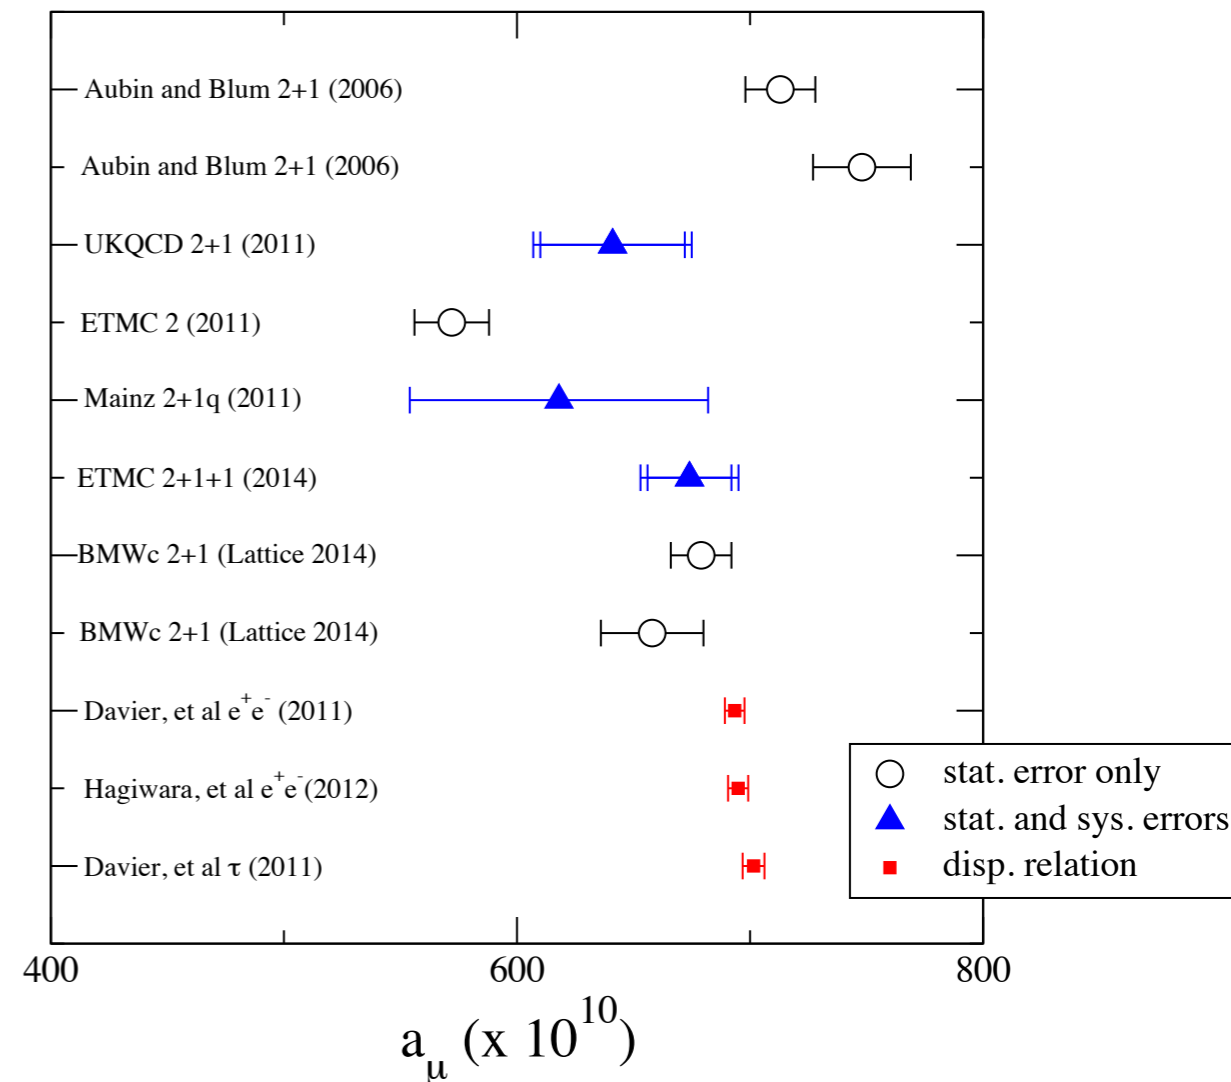 Aubin and Blum 2+1 (2006)
Aubin and Blum 2+1 (2006)
UKQCD 2+1 (2011)
ETMC 2 (2011)
Mainz 2+1q (2011)
ETMC 2+1+1 (2014)
BMWc 2+1 (Lattice 2014)
BMWc 2+1 (Lattice 2014)
Davier, et al e⁺e⁻ (2011)
Hagiwara, et al e⁺e⁻(2012)
Davier, et al τ (2011)
stat. error only
stat. and sys. errors
disp. relation
400 600 800
a_μ (x 10¹⁰)